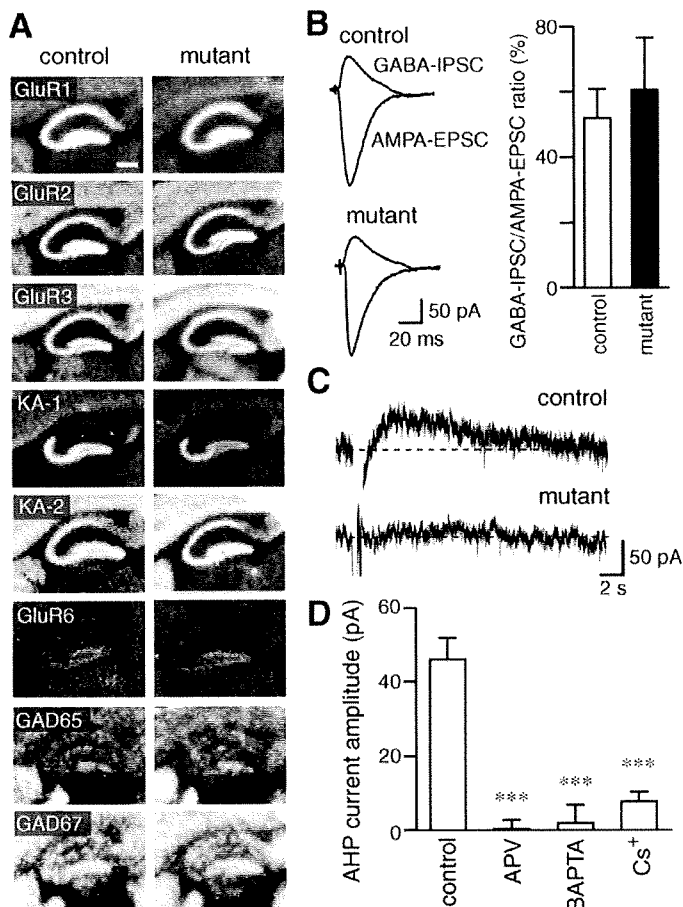 A
control mutant
GluR1
GluR2
GluR3
KA-1
KA-2
GluR6
GAD65
GAD67
B
control
GABA-IPSC
AMPA-EPSC
mutant
50 pA
20 ms
GABA-IPSC/AMPA-EPSC ratio (%)
80
40
0
control
mutant
C
control
mutant
50 pA
2 s
D
AHP current amplitude (pA)
60
40
20
0
***
***
***
control
APV
BAPTA
Cs+